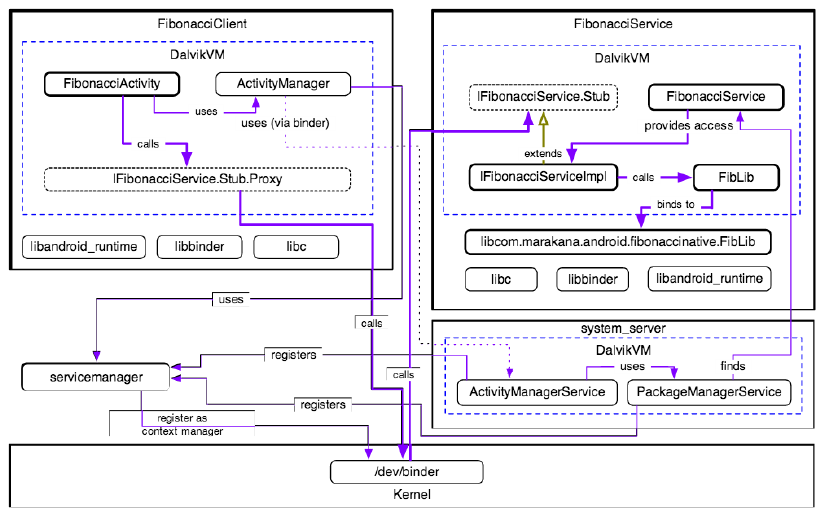 FibonacciClient
DalvikVM
FibonacciActivity
ActivityManager
uses
uses (via binder)
calls
IFibonacciService.Stub.Proxy
libandroid_runtime
libbinder
libc
FibonacciService
DalvikVM
IFibonacciService.Stub
FibonacciService
provides access
extends
IFibonacciServiceImpl
calls
FibLib
binds to
libcom.marakana.android.fibonaccinative.FibLib
libc
libbinder
libandroid_runtime
uses
calls
system_server
DalvikVM
registers
uses
finds
servicemanager
calls
ActivityManagerService
PackageManagerService
registers
register as
context manager
/dev/binder
Kernel